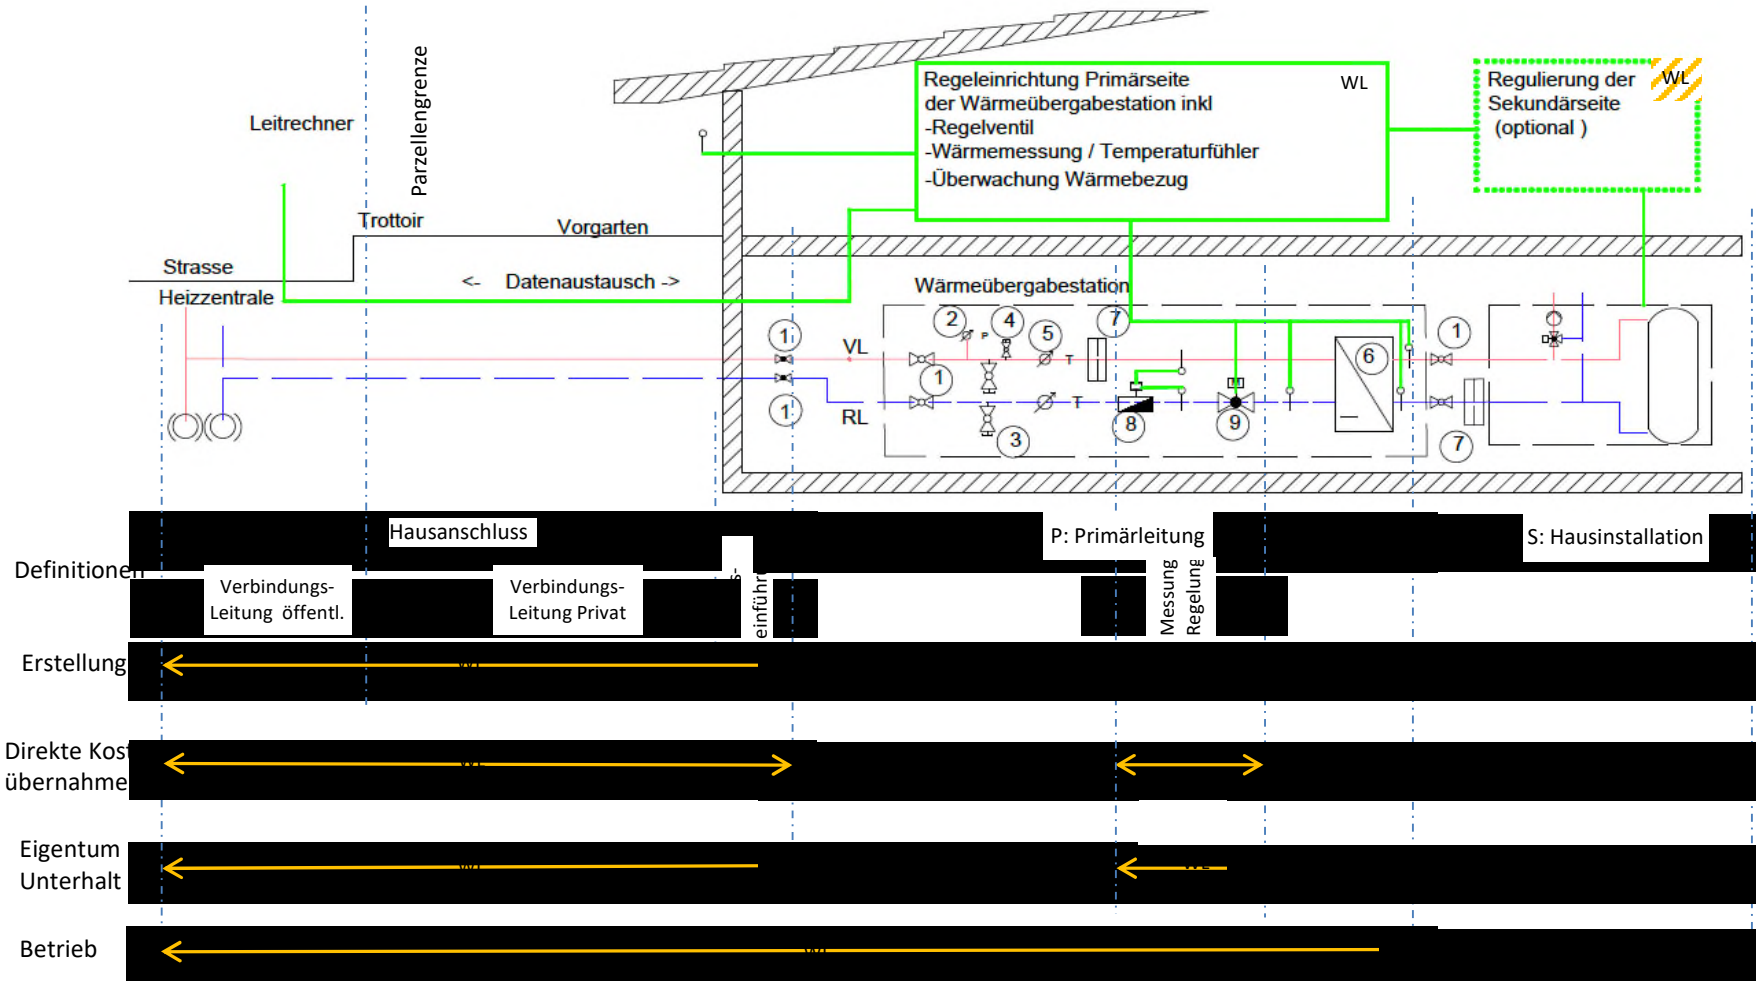 Leitrechner
Parzellengrenze
Regeleinrichtung Primärseite
der Wärmeübergabestation inkl
-Regelventil
-Wärmemessung / Temperaturfühler
-Überwachung Wärmebezug
WL
Regulierung der
Sekundärseite
(optional )
WL
Trottoir
Vorgarten
Strasse
Heizzentrale
<- Datenaustausch ->
Wärmeübergabestation
1
2
4
5
7
1
P
VL
T
6
1
1
RL
T
3
8
9
7
Hausanschluss
P: Primärleitung
S: Hausinstallation
Definitionen
Verbindungs-
Leitung öffentl.
Verbindungs-
Leitung Privat
einführ
Messung
Regelung
Erstellung
Direkte Kost
übernahme
Eigentum
Unterhalt
Betrieb